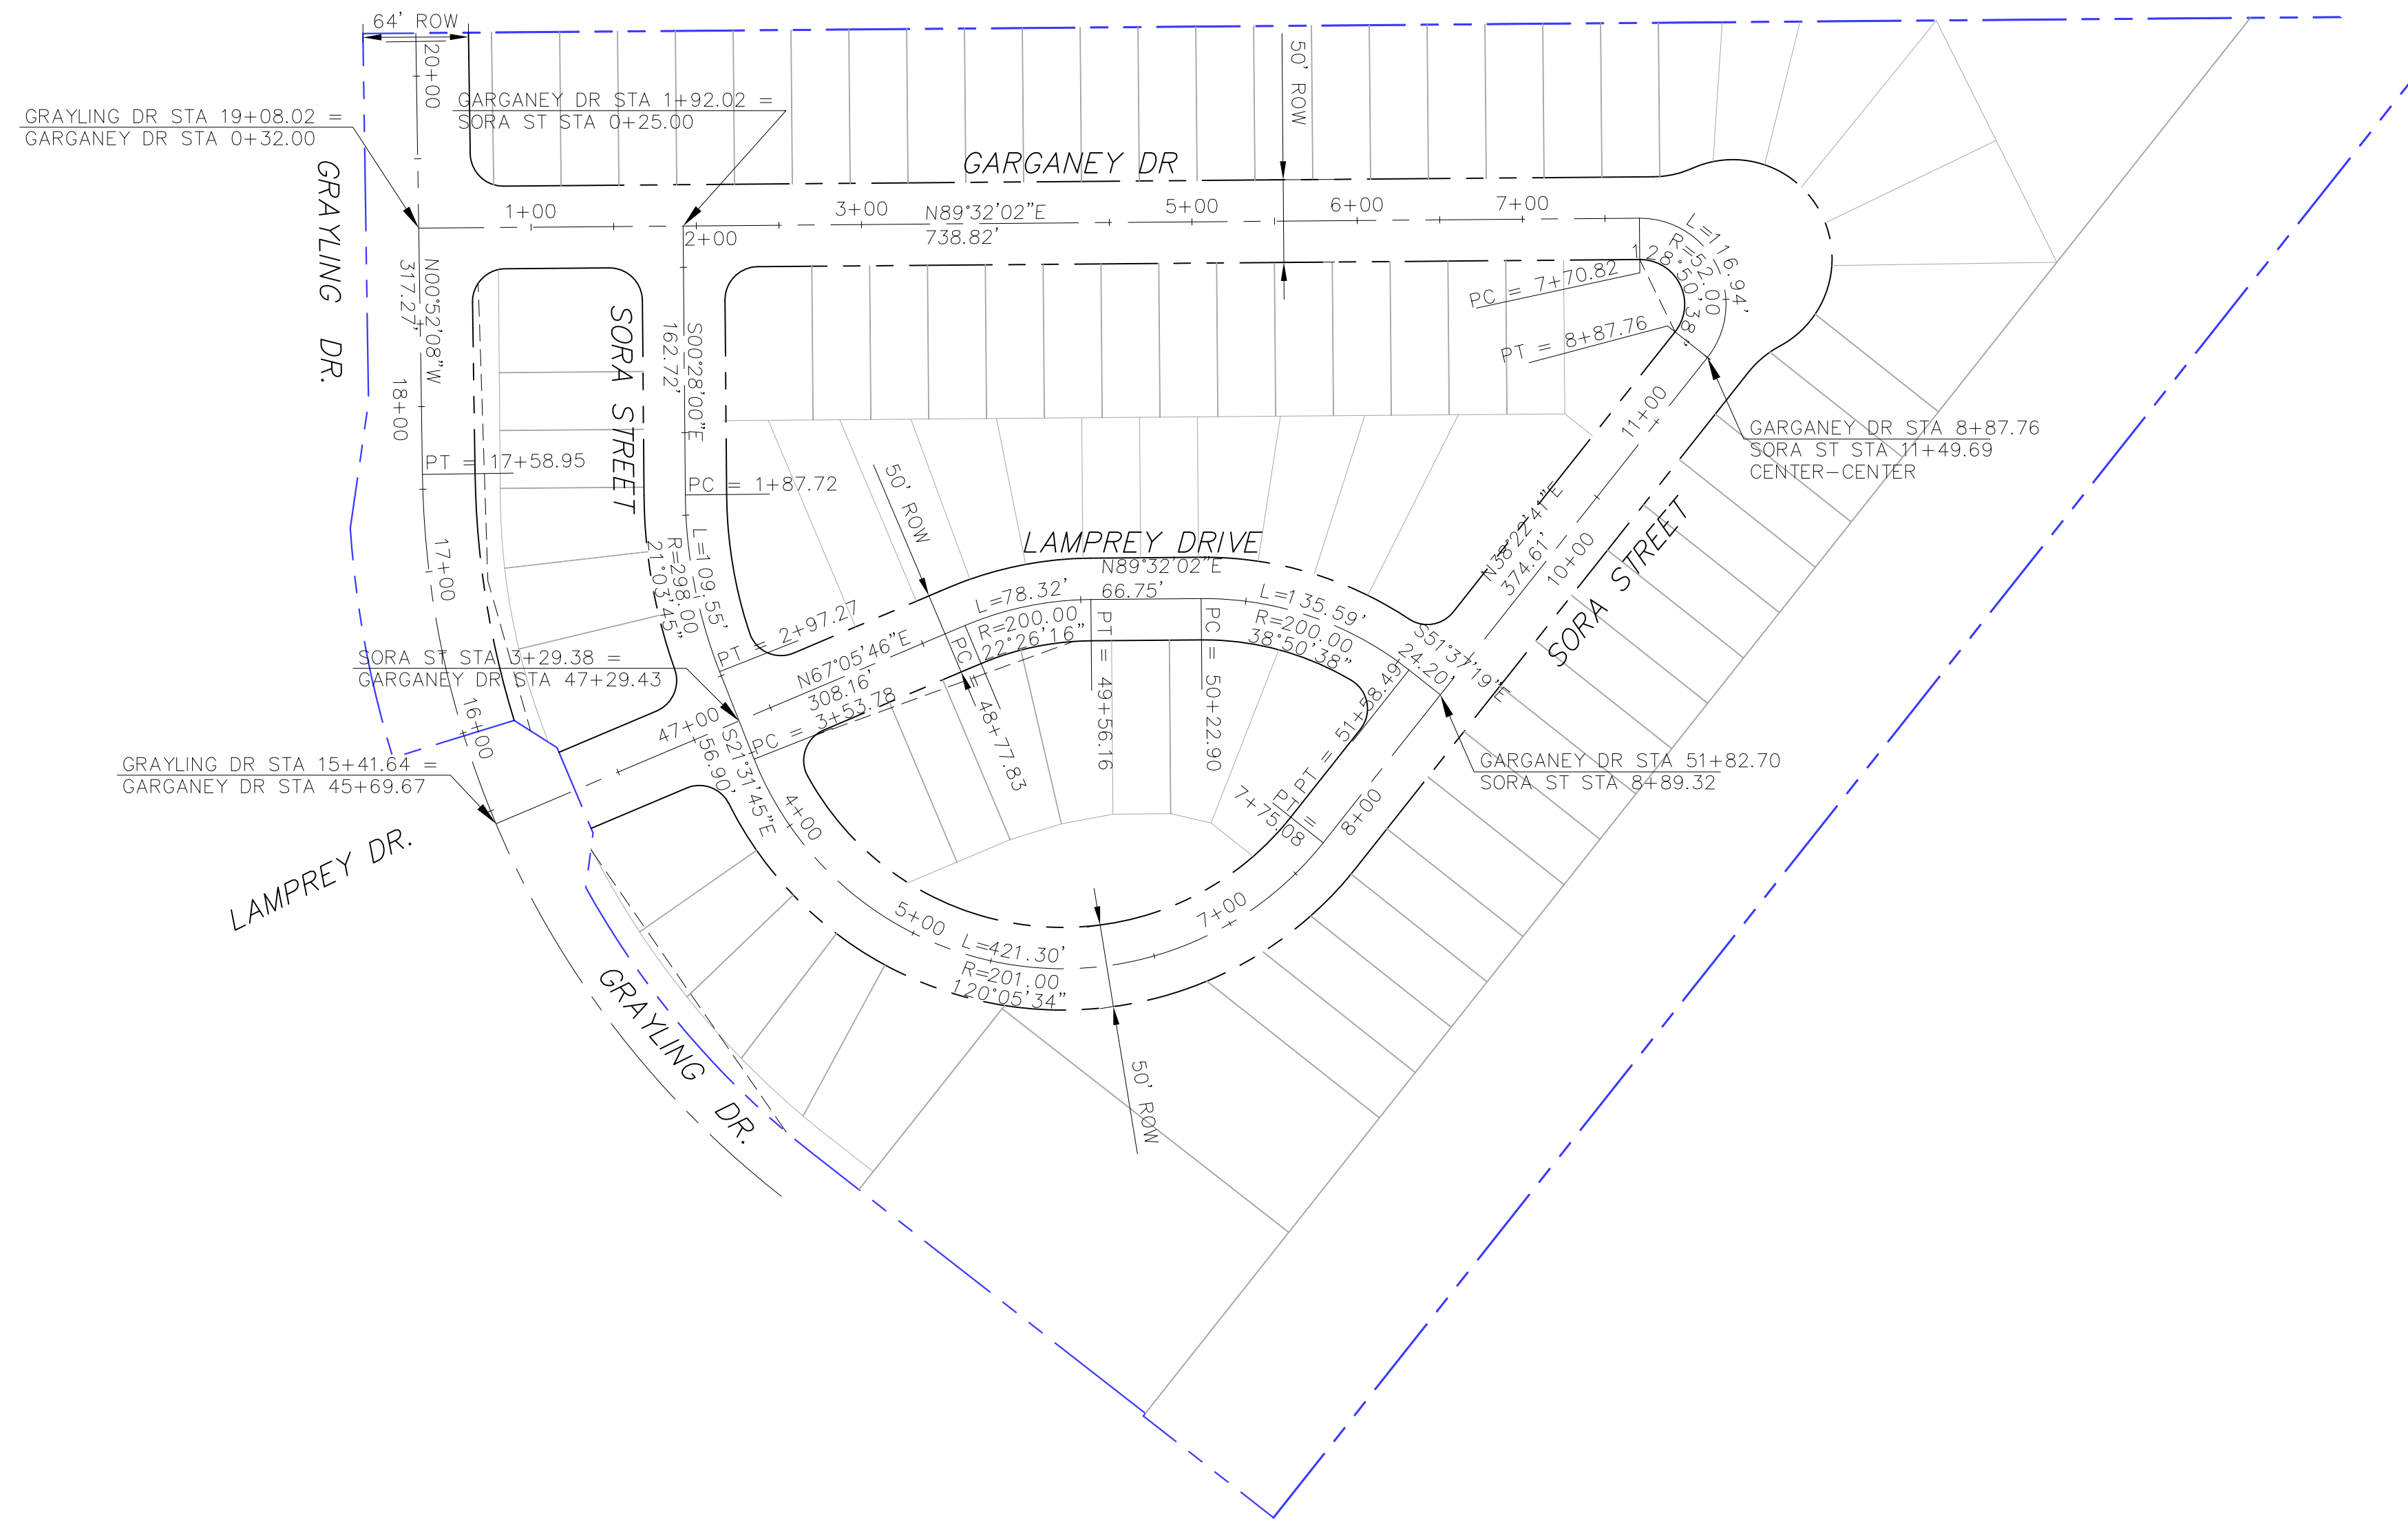 64' ROW
20+00
GRAYLING DR STA 19+08.02 =
GARGANEY DR STA 0+32.00
GARGANEY DR STA 1+92.02 =
SORA ST STA 0+25.00
50' ROW
GARGANEY DR
GRAYLING DR.
1+00
2+00
3+00
N89°32'02"E
738.82'
5+00
6+00
7+00
L=116.94'
R=52.00
128°50'38"
PC = 7+70.82
PT = 8+87.76
N00°52'08"W
317.27'
18+00
SORA STREET
S00°28'00"E
162.72'
11+00
GARGANEY DR STA 8+87.76
SORA ST STA 11+49.69
CENTER-CENTER
PT = 17+58.95
PC = 1+87.72
50' ROW
LAMPREY DRIVE
N89°32'02"E
66.75'
17+00
L=109.55'
R=298.00
21°03'45"
L=78.32'
R=200.00
22°26'16"
L=135.59'
R=200.00
38°50'38"
N38°22'41"E
374.61'
10+00
SORA STREET
PT = 2+97.27
N67°05'46"E
308.16'
PC = 3+53.78
PC = 48+77.83
PT = 49+56.16
PC = 50+22.90
S51°37'19"E
24.20'
PT = 51+58.49
SORA ST STA 3+29.38 =
GARGANEY DR STA 47+29.43
16+00
47+00
S21°31'45"E
56.90'
GRAYLING DR STA 15+41.64 =
GARGANEY DR STA 45+69.67
GARGANEY DR STA 51+82.70
SORA ST STA 8+89.32
PT =
7+75.08
8+00
4+00
LAMPREY DR.
5+00
7+00
L=421.30'
R=201.00
120°05'34"
GRAYLING DR.
50' ROW